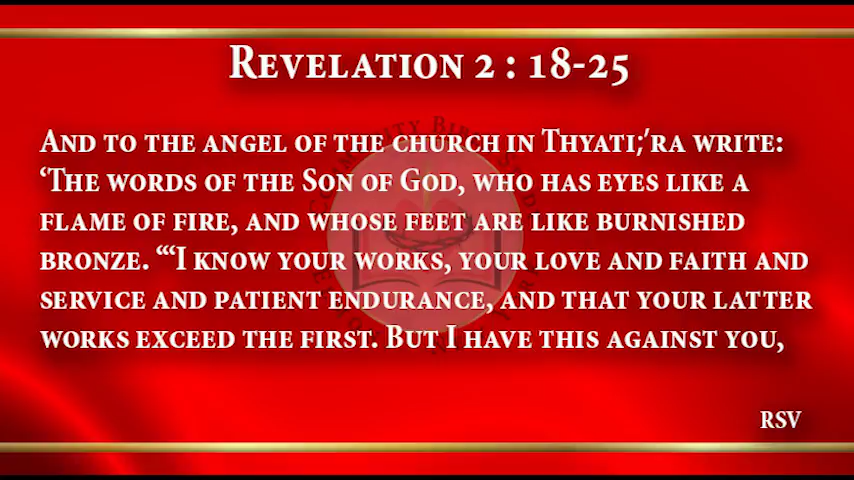 Revelation 2 : 18-25
And to the angel of the church in Thyati;'ra write:
‘The words of the Son of God, who has eyes like a
flame of fire, and whose feet are like burnished
bronze. “‘I know your works, your love and faith and
service and patient endurance, and that your latter
works exceed the first. But I have this against you,
RSV